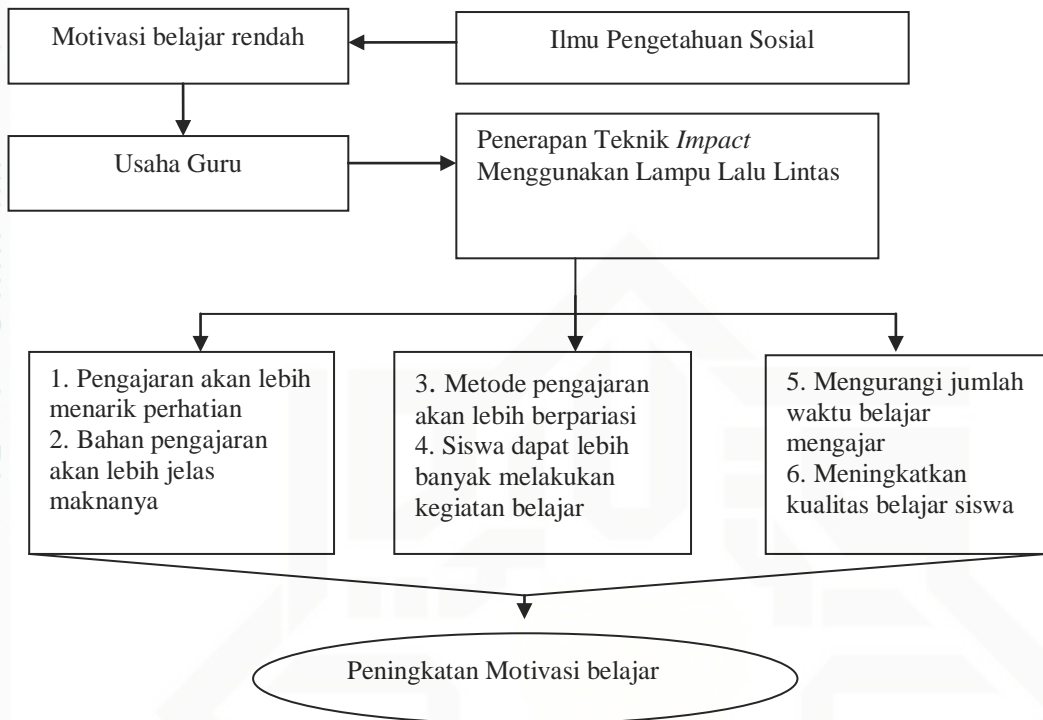 Motivasi belajar rendah
Ilmu Pengetahuan Sosial
Usaha Guru
Penerapan Teknik Impact
Menggunakan Lampu Lalu Lintas
1. Pengajaran akan lebih
menarik perhatian
2. Bahan pengajaran
akan lebih jelas
maknanya
3. Metode pengajaran
akan lebih berpariasi
4. Siswa dapat lebih
banyak melakukan
kegiatan belajar
5. Mengurangi jumlah
waktu belajar
mengajar
6. Meningkatkan
kualitas belajar siswa
Peningkatan Motivasi belajar